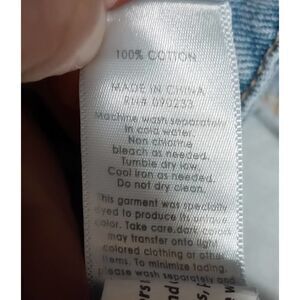 100% COTTON
MADE IN CHINA
RN# 090233
Machine wash separately
in cold water.
Non chlorine
bleach as needed.
Tumble dry low.
Cool iron as needed.
Do not dry clean.
This garment was specially
dyed to produce its unique
color. Take care, dark colors
may transfer onto light
colored clothing or other
items. To minimize fading,
please wash separately and